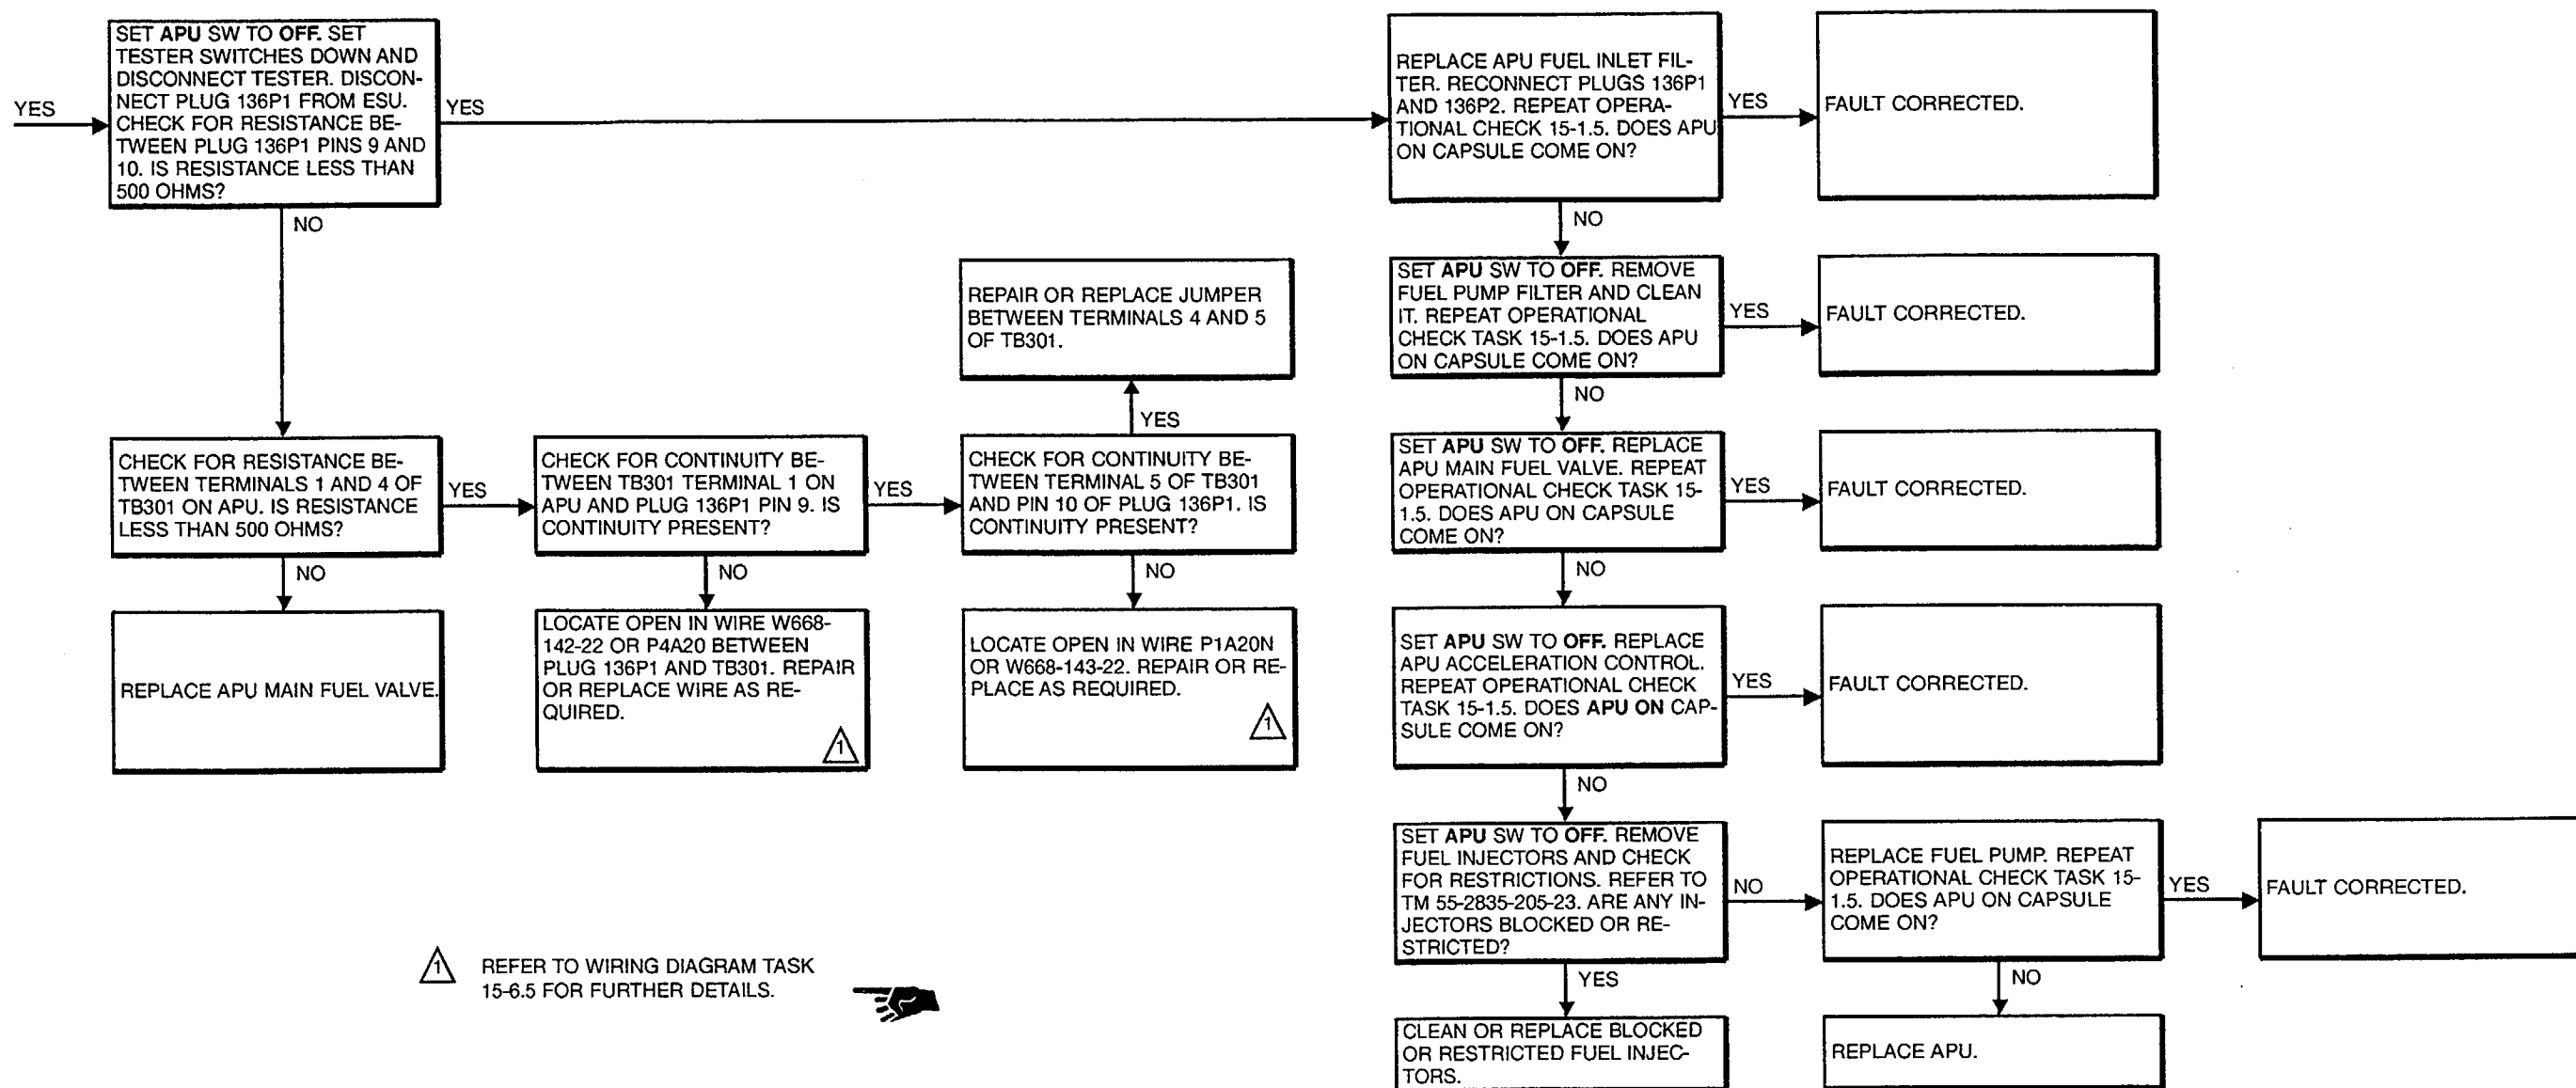 YES
SET APU SW TO OFF. SET
TESTER SWITCHES DOWN AND
DISCONNECT TESTER. DISCON-
NECT PLUG 136P1 FROM ESU.
CHECK FOR RESISTANCE BE-
TWEEN PLUG 136P1 PINS 9 AND
10. IS RESISTANCE LESS THAN
500 OHMS?
YES
NO
REPLACE APU FUEL INLET FIL-
TER. RECONNECT PLUGS 136P1
AND 136P2. REPEAT OPERA-
TIONAL CHECK 15-1.5. DOES APU
ON CAPSULE COME ON?
YES
FAULT CORRECTED.
NO
SET APU SW TO OFF. REMOVE
FUEL PUMP FILTER AND CLEAN
IT. REPEAT OPERATIONAL
CHECK TASK 15-1.5. DOES APU
ON CAPSULE COME ON?
YES
FAULT CORRECTED.
NO
REPAIR OR REPLACE JUMPER
BETWEEN TERMINALS 4 AND 5
OF TB301.
YES
CHECK FOR RESISTANCE BE-
TWEEN TERMINALS 1 AND 4 OF
TB301 ON APU. IS RESISTANCE
LESS THAN 500 OHMS?
YES
CHECK FOR CONTINUITY BE-
TWEEN TB301 TERMINAL 1 ON
APU AND PLUG 136P1 PIN 9. IS
CONTINUITY PRESENT?
YES
CHECK FOR CONTINUITY BE-
TWEEN TERMINAL 5 OF TB301
AND PIN 10 OF PLUG 136P1. IS
CONTINUITY PRESENT?
NO
NO
NO
REPLACE APU MAIN FUEL VALVE.
LOCATE OPEN IN WIRE W668-
142-22 OR P4A20 BETWEEN
PLUG 136P1 AND TB301. REPAIR
OR REPLACE WIRE AS RE-
QUIRED.
1
LOCATE OPEN IN WIRE P1A20N
OR W668-143-22. REPAIR OR RE-
PLACE AS REQUIRED.
1
SET APU SW TO OFF. REPLACE
APU MAIN FUEL VALVE. REPEAT
OPERATIONAL CHECK TASK 15-
1.5. DOES APU ON CAPSULE
COME ON?
YES
FAULT CORRECTED.
NO
SET APU SW TO OFF. REPLACE
APU ACCELERATION CONTROL.
REPEAT OPERATIONAL CHECK
TASK 15-1.5. DOES APU ON CAP-
SULE COME ON?
YES
FAULT CORRECTED.
NO
SET APU SW TO OFF. REMOVE
FUEL INJECTORS AND CHECK
FOR RESTRICTIONS. REFER TO
TM 55-2835-205-23. ARE ANY IN-
JECTORS BLOCKED OR RE-
STRICTED?
NO
REPLACE FUEL PUMP. REPEAT
OPERATIONAL CHECK TASK 15-
1.5. DOES APU ON CAPSULE
COME ON?
YES
FAULT CORRECTED.
YES
NO
CLEAN OR REPLACE BLOCKED
OR RESTRICTED FUEL INJEC-
TORS.
REPLACE APU.
1 REFER TO WIRING DIAGRAM TASK
15-6.5 FOR FURTHER DETAILS.